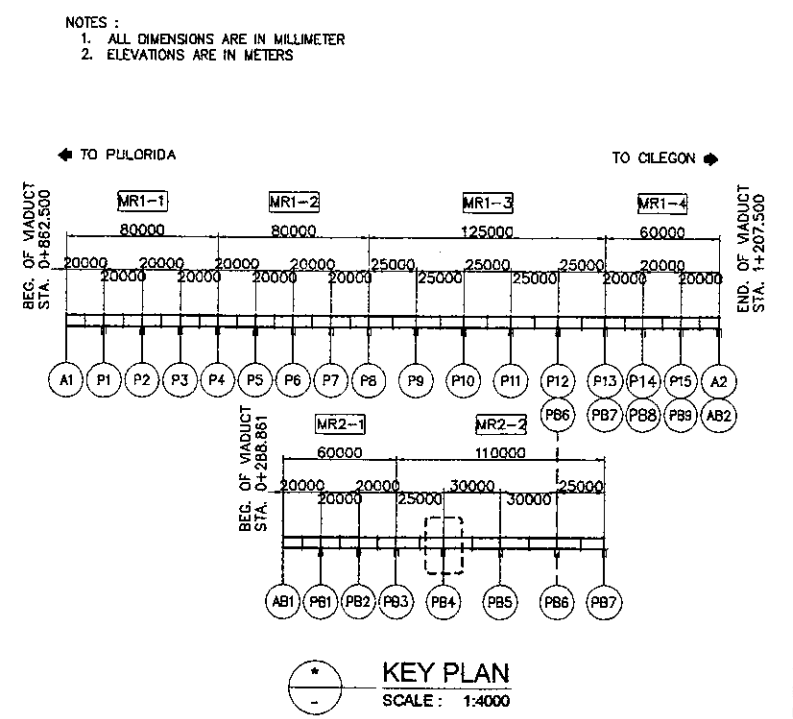 NOTES :
1. ALL DIMENSIONS ARE IN MILLIMETER
2. ELEVATIONS ARE IN METERS
TO PULORIDA
TO CILEGON
BEG. OF VIADUCT
STA. 0+862.500
MR1-1 MR1-2 MR1-3 MR1-4
80000 80000 125000 60000
20000 20000 20000 20000 20000 20000 20000 20000 25000 25000 25000 25000 25000 20000 20000 20000
END. OF VIADUCT
STA. 1+207.500
A1 P1 P2 P3 P4 P5 P6 P7 P8 P9 P10 P11 P12 P13 P14 P15 A2
PB6 PB7 PB8 PB9 AB2
BEG. OF VIADUCT
STA. 0+288.861
MR2-1 MR2-2
60000 110000
20000 20000 20000 25000 30000 30000 25000
AB1 PB1 PB2 PB3 PB4 PB5 PB6 PB7
*
-
KEY PLAN
SCALE : 1:4000